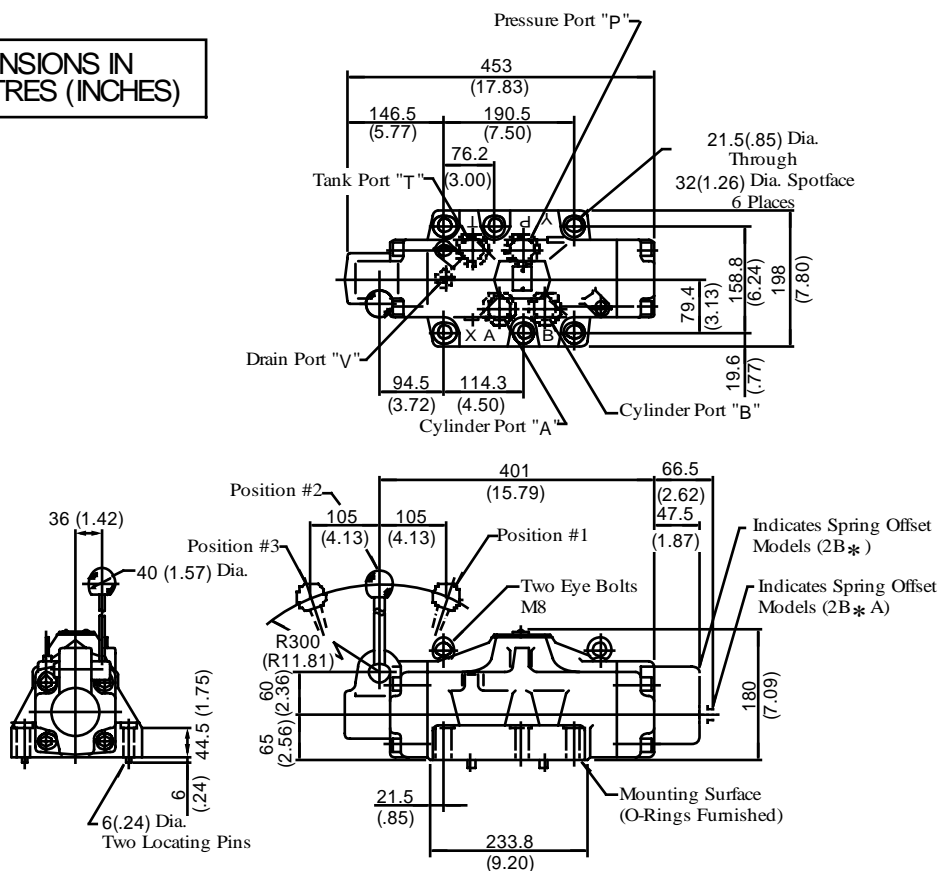 NSIONS IN
TRES (INCHES)
Pressure Port "P"
453
(17.83)
146.5
(5.77)
190.5
(7.50)
76.2
(3.00)
21.5(.85) Dia.
Through
32(1.26) Dia. Spotface
6 Places
Tank Port "T"
T P Y
X A B
79.4
(3.13)
158.8
(6.24)
198
(7.80)
19.6
(.77)
Drain Port "V"
94.5
(3.72)
114.3
(4.50)
Cylinder Port "A"
Cylinder Port "B"
401
(15.79)
66.5
(2.62)
47.5
(1.87)
Position #2
105
(4.13)
105
(4.13)
Position #3
Position #1
Indicates Spring Offset
Models (2B* )
Indicates Spring Offset
Models (2B* A)
Two Eye Bolts
M8
36 (1.42)
40 (1.57) Dia.
R300
(R11.81)
60
(2.36)
65
(2.56)
180
(7.09)
44.5 (1.75)
6
(.24)
6(.24) Dia.
Two Locating Pins
21.5
(.85)
233.8
(9.20)
Mounting Surface
(O-Rings Furnished)